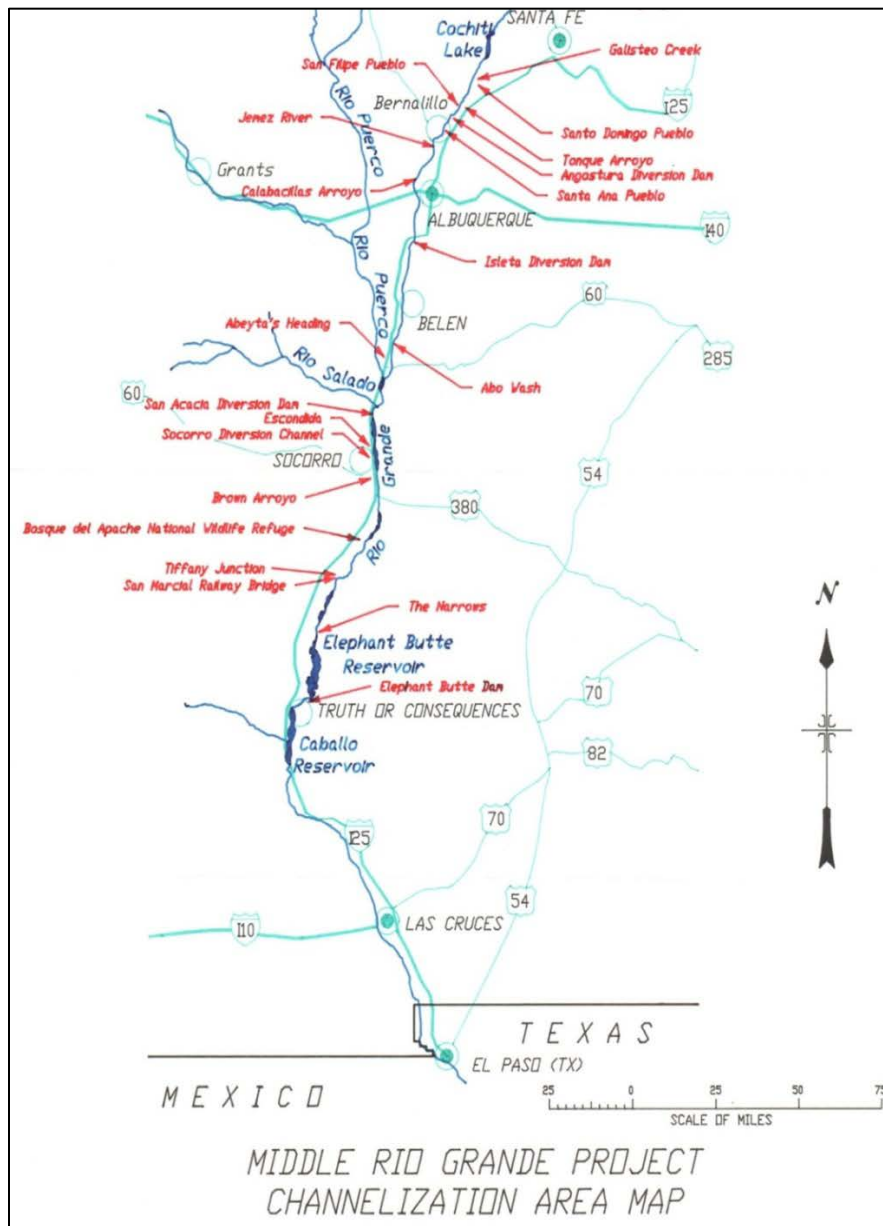 SANTA FE
Cochiti
Lake
Galisteo Creek
San Filipe Pueblo
I25
Bernalillo
Rio Puerco
Jemez River
Santo Domingo Pueblo
Tonque Arroyo
Grants
Angostura Diversion Dam
Calabacillas Arroyo
Santa Ana Pueblo
ALBUQUERQUE
I40
Rio
Isleta Diversion Dam
Puerco
60
BELEN
Abeyta's Heading
285
Rio Salado
Abo Wash
60
San Acacia Diversion Dam
Escondida
Socorro Diversion Channel
Grande
SOCORRO
54
Brown Arroyo
380
Bosque del Apache National Wildlife Refuge
Rio
Tiffany Junction
San Marcial Railway Bridge
N
The Narrows
Elephant Butte
Reservoir
Elephant Butte Dam
70
TRUTH OR CONSEQUENCES
Caballo
Reservoir
82
70
I25
54
LAS CRUCES
I10
TEXAS
EL PASO (TX)
MEXICO
25 0 25 50 75
SCALE OF MILES
MIDDLE RIO GRANDE PROJECT
CHANNELIZATION AREA MAP